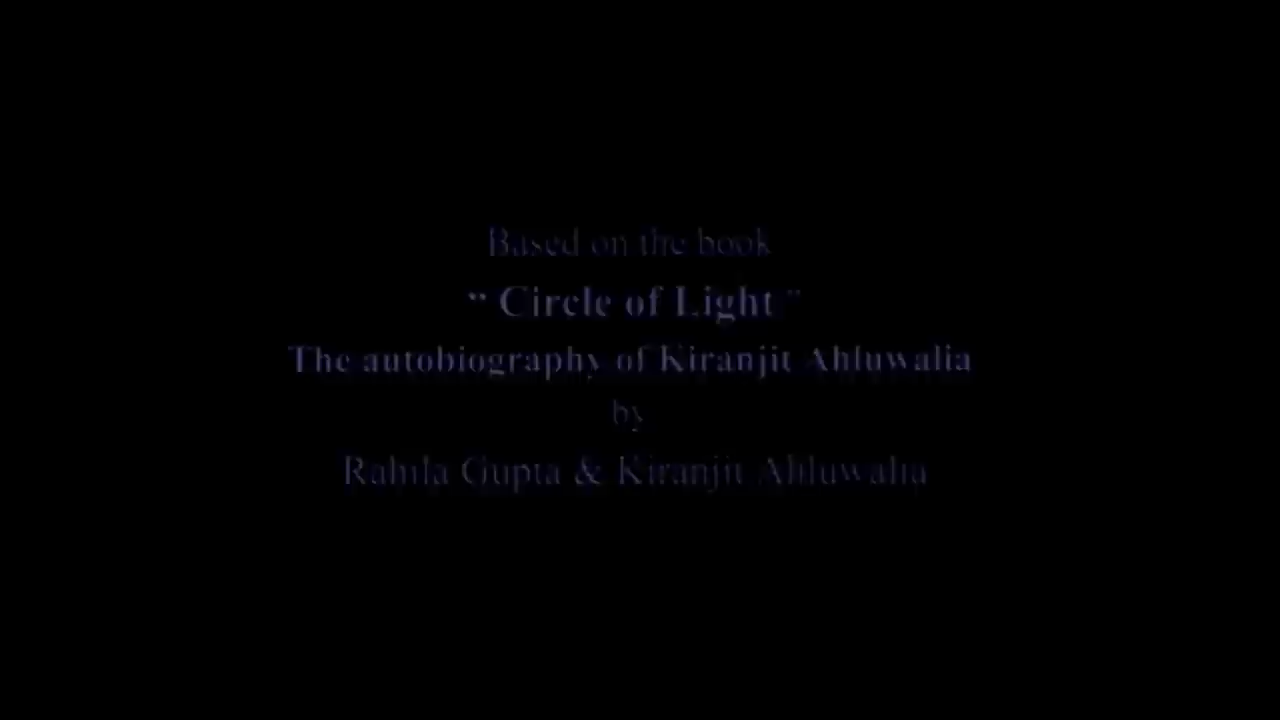 Based on the book
“ Circle of Light ”
The autobiography of Kiranjit Ahluwalia
by
Rahila Gupta & Kiranjit Ahluwalia